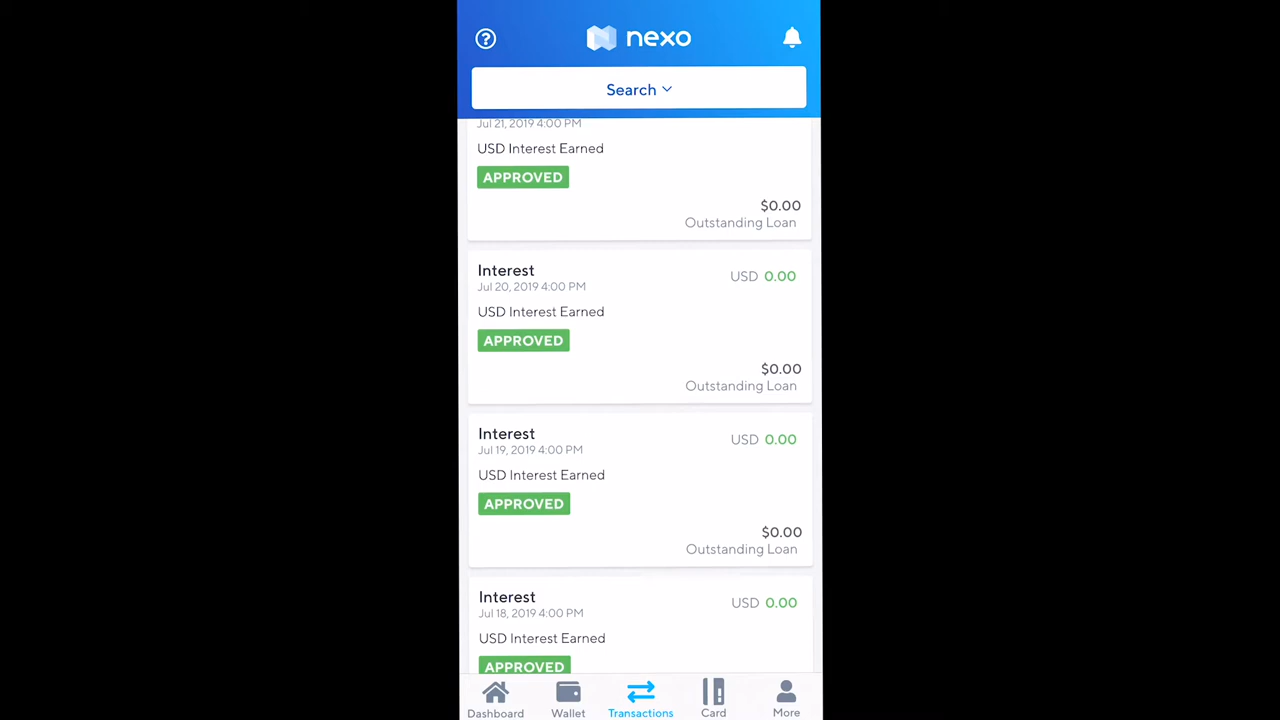 nexo
Search
Jul 21, 2019 4:00 PM
USD Interest Earned
APPROVED
$0.00
Outstanding Loan
Interest
USD 0.00
Jul 20, 2019 4:00 PM
USD Interest Earned
APPROVED
$0.00
Outstanding Loan
Interest
USD 0.00
Jul 19, 2019 4:00 PM
USD Interest Earned
APPROVED
$0.00
Outstanding Loan
Interest
USD 0.00
Jul 18, 2019 4:00 PM
USD Interest Earned
APPROVED
Dashboard Wallet Transactions Card More